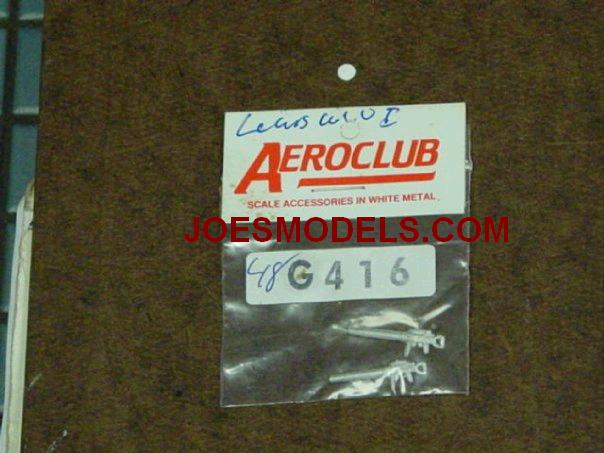 Lewis WWI
AEROCLUB
SCALE ACCESSORIES IN WHITE METAL
JOESMODELS.COM
48 G416